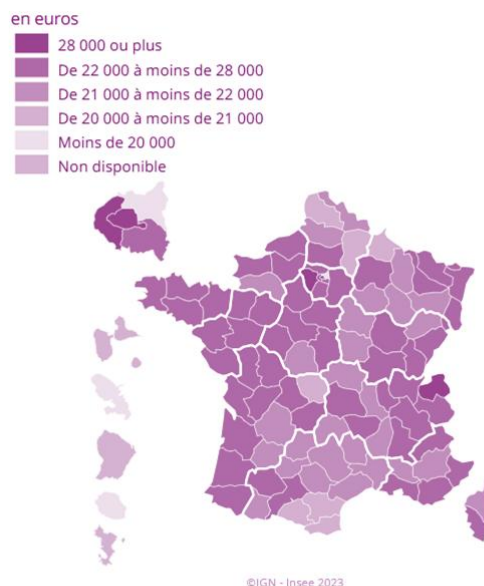 en euros
28 000 ou plus
De 22 000 à moins de 28 000
De 21 000 à moins de 22 000
De 20 000 à moins de 21 000
Moins de 20 000
Non disponible
©IGN - Insee 2023